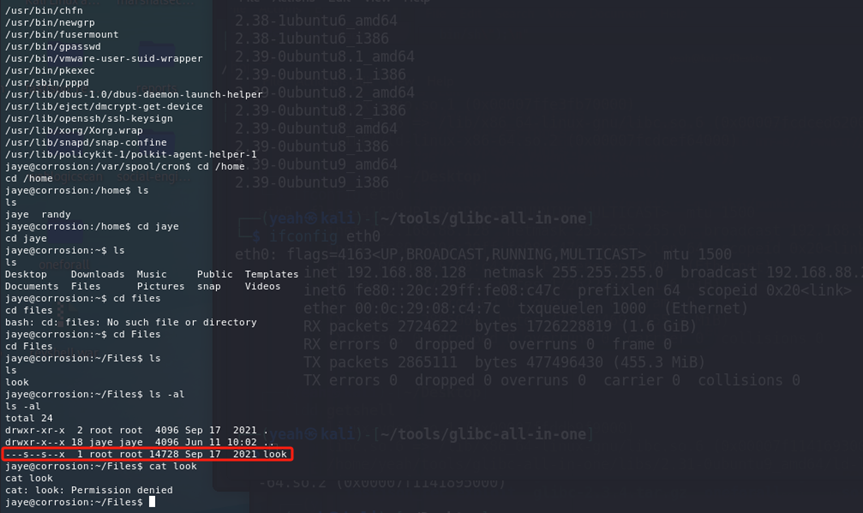 /usr/bin/chfn
/usr/bin/newgrp
/usr/bin/fusermount
/usr/bin/gpasswd
/usr/bin/vmware-user-suid-wrapper
/usr/bin/pkexec
/usr/sbin/pppd
/usr/lib/dbus-1.0/dbus-daemon-launch-helper
/usr/lib/eject/dmcrypt-get-device
/usr/lib/openssh/ssh-keysign
/usr/lib/xorg/Xorg.wrap
/usr/lib/snapd/snap-confine
/usr/lib/policykit-1/polkit-agent-helper-1
jaye@corrosion:/var/spool/cron$ cd /home
cd /home
jaye@corrosion:/home$ ls
ls
jaye  randy
jaye@corrosion:/home$ cd jaye
cd jaye
jaye@corrosion:~$ ls
ls
Desktop    Downloads  Music     Public  Templates
Documents  Files      Pictures  snap    Videos
jaye@corrosion:~$ cd files
cd files
bash: cd: files: No such file or directory
jaye@corrosion:~$ cd Files
cd Files
jaye@corrosion:~/Files$ ls
ls
look
jaye@corrosion:~/Files$ ls -al
ls -al
total 24
drwxr-xr-x  2 root root  4096 Sep 17  2021 .
drwxr-x--x 18 jaye jaye  4096 Jun 11 10:02 ..
---s--s--x  1 root root 14728 Sep 17  2021 look
jaye@corrosion:~/Files$ cat look
cat look
cat: look: Permission denied
jaye@corrosion:~/Files$
2.38-1ubuntu6_amd64
2.38-1ubuntu6_i386
2.39-0ubuntu8.1_amd64
2.39-0ubuntu8.1_i386
2.39-0ubuntu8.2_amd64
2.39-0ubuntu8.2_i386
2.39-0ubuntu8_amd64
2.39-0ubuntu8_i386
2.39-0ubuntu9_amd64
2.39-0ubuntu9_i386
(yeah㉿kali)-[~/tools/glibc-all-in-one]
$ ifconfig eth0
eth0: flags=4163<UP,BROADCAST,RUNNING,MULTICAST>  mtu 1500
inet 192.168.88.128  netmask 255.255.255.0  broadcast 192.168.88.
inet6 fe80::20c:29ff:fe08:c47c  prefixlen 64  scopeid 0x20<link>
ether 00:0c:29:08:c4:7c  txqueuelen 1000  (Ethernet)
RX packets 2724622  bytes 1726228819 (1.6 GiB)
RX errors 0  dropped 0  overruns 0  frame 0
TX packets 2865111  bytes 477496430 (455.3 MiB)
TX errors 0  dropped 0 overruns 0  carrier 0  collisions 0
(yeah㉿kali)-[~/tools/glibc-all-in-one]